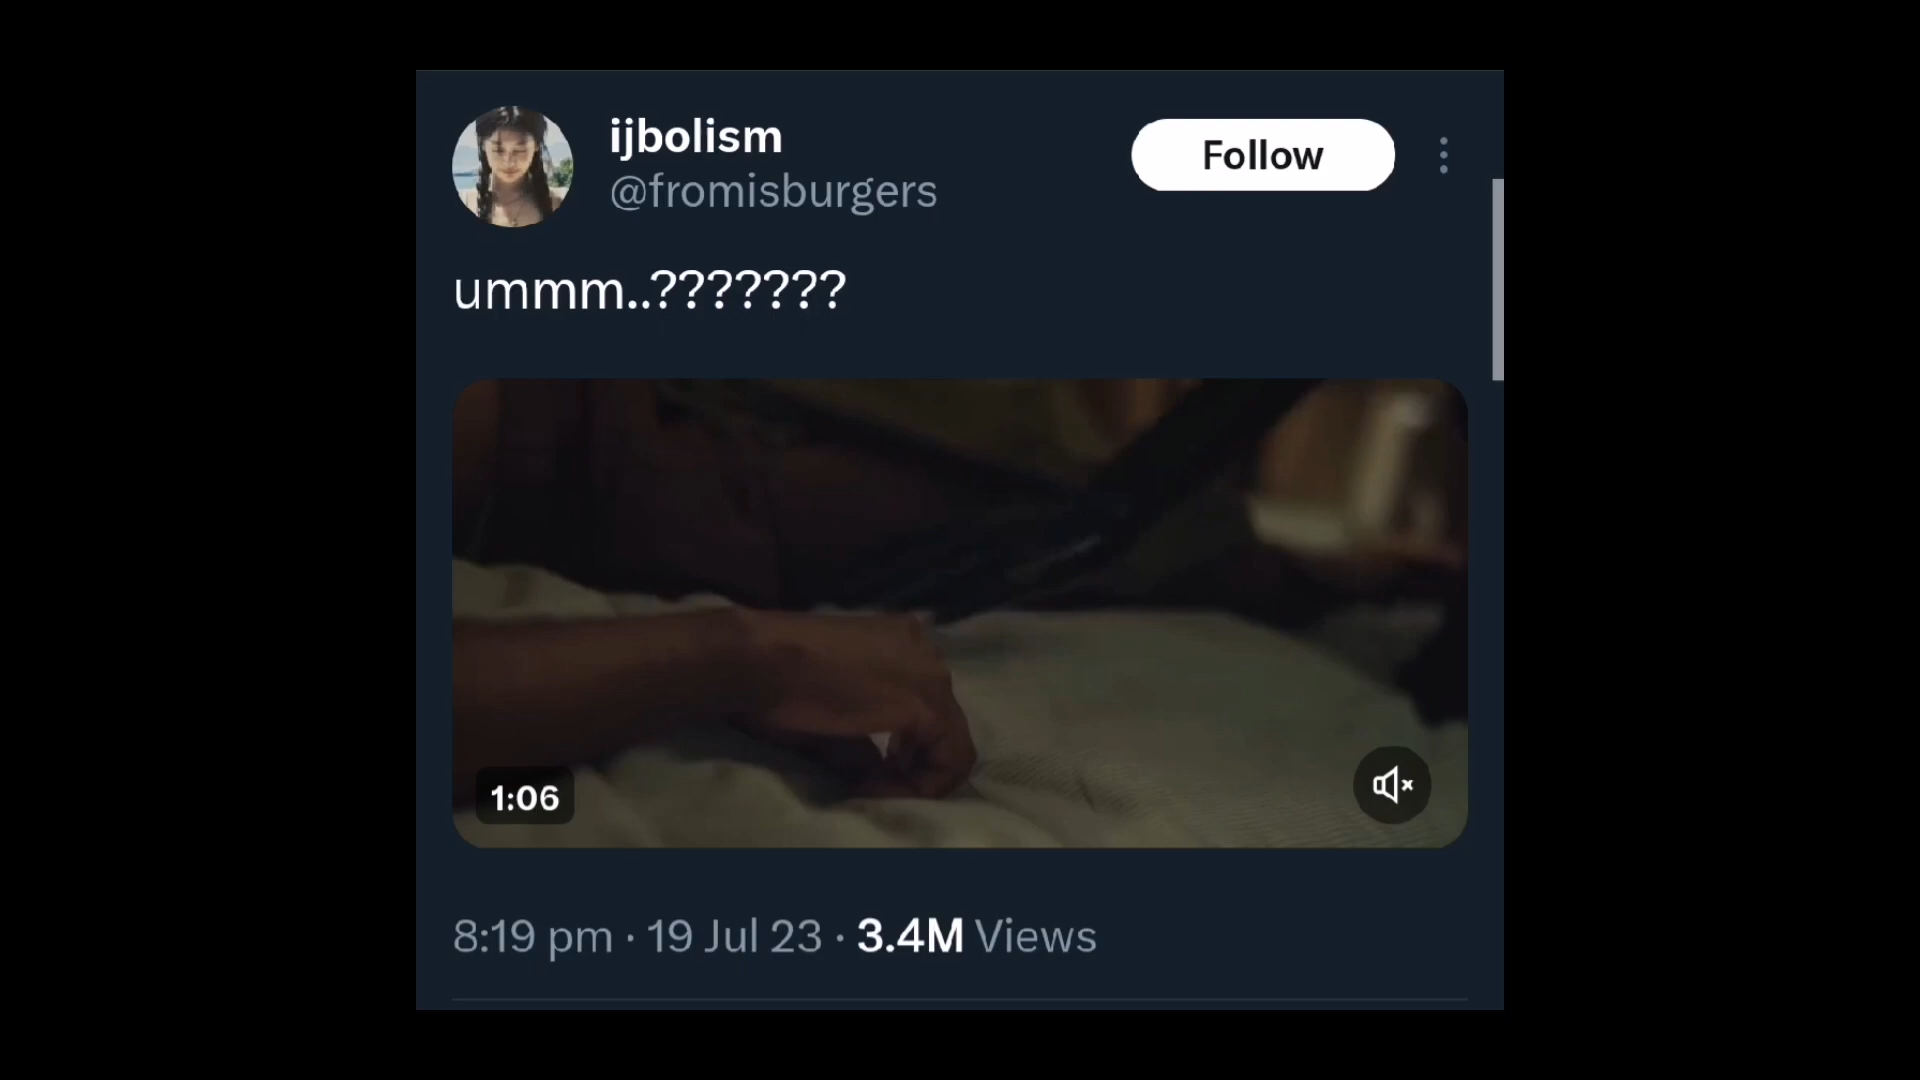 ijbolism
@fromisburgers
Follow
ummm..???????
1:06
8:19 pm · 19 Jul 23 · 3.4M Views